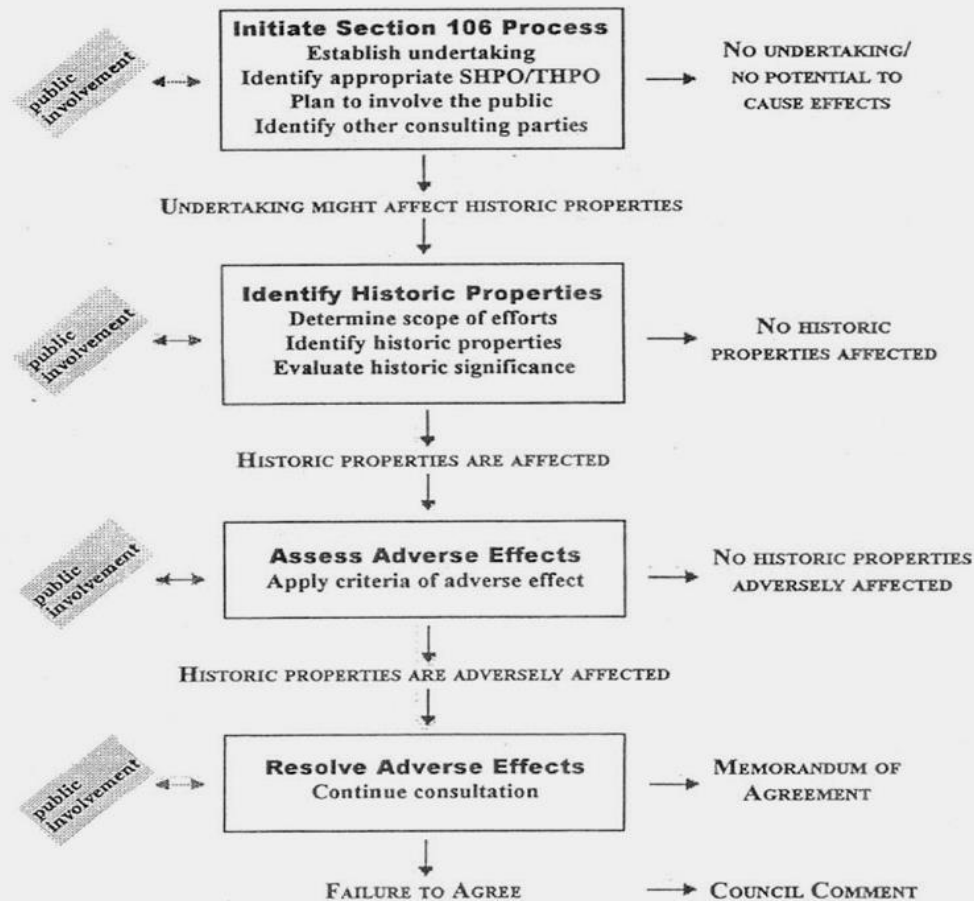 Initiate Section 106 Process
Establish undertaking
Identify appropriate SHPO/THPO
Plan to involve the public
Identify other consulting parties
public
involvement
NO UNDERTAKING/
NO POTENTIAL TO
CAUSE EFFECTS
UNDERTAKING MIGHT AFFECT HISTORIC PROPERTIES
Identify Historic Properties
Determine scope of efforts
Identify historic properties
Evaluate historic significance
public
involvement
NO HISTORIC
PROPERTIES AFFECTED
HISTORIC PROPERTIES ARE AFFECTED
Assess Adverse Effects
Apply criteria of adverse effect
public
involvement
NO HISTORIC PROPERTIES
ADVERSELY AFFECTED
HISTORIC PROPERTIES ARE ADVERSELY AFFECTED
Resolve Adverse Effects
Continue consultation
public
involvement
MEMORANDUM OF
AGREEMENT
FAILURE TO AGREE
COUNCIL COMMENT